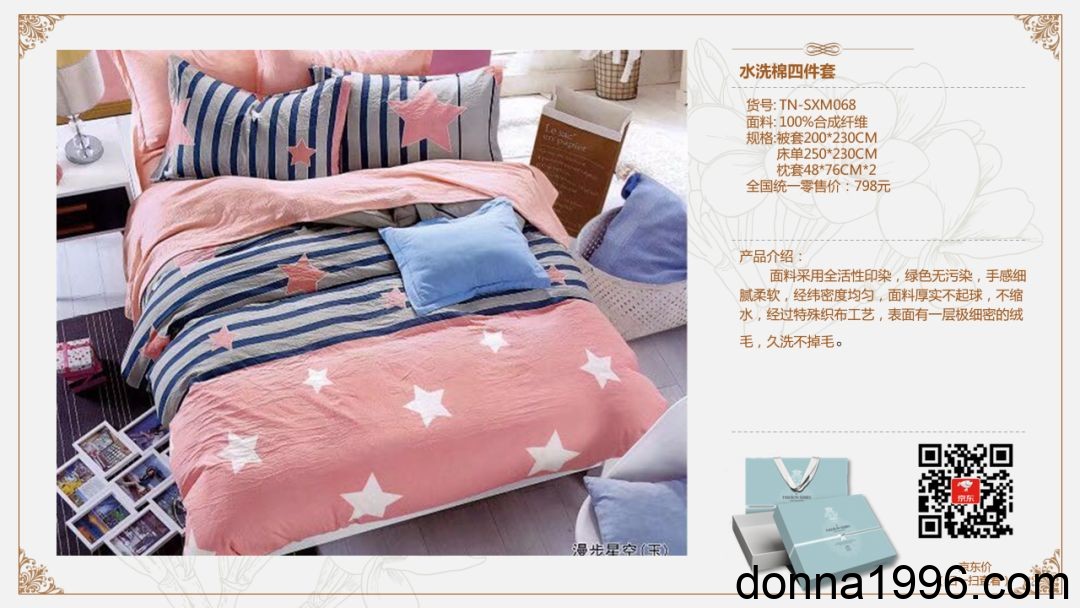 水洗棉四件套
货号: TN-SXM068
面料: 100%合成纤维
规格:被套200*230CM
床单250*230CM
枕套48*76CM*2
全国统一零售价：798元
Le sac
en papier
产品介绍：
面料采用全活性印染，绿色无污染，手感细
腻柔软，经纬密度均匀，面料厚实不起球，不缩
水，经过特殊织布工艺，表面有一层极细密的绒
毛，久洗不掉毛。
京东
漫步星空(玉)
京东价
donna1996.com